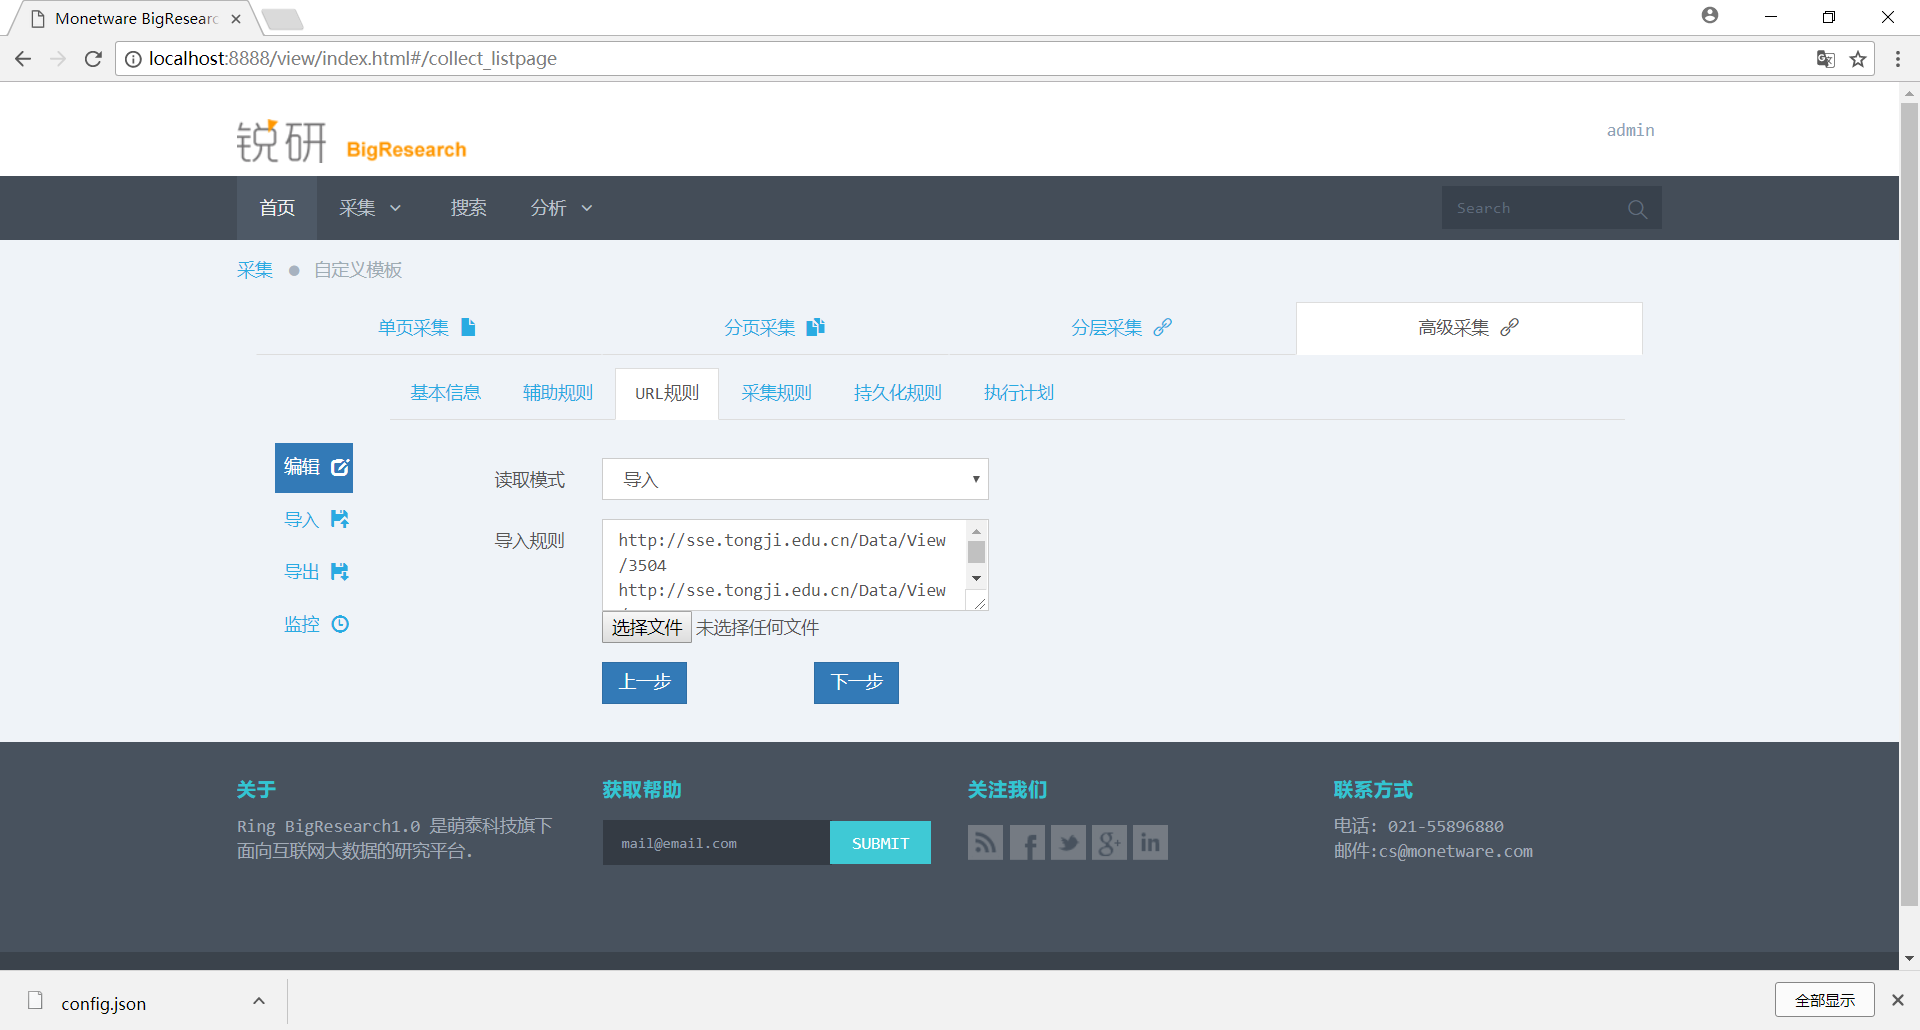 Monetware BigResearc
localhost:8888/view/index.html#/collect_listpage
锐研 BigResearch
admin
首页 采集 搜索 分析 Search
采集 自定义模板
单页采集 分页采集 分层采集 高级采集
基本信息 辅助规则 URL规则 采集规则 持久化规则 执行计划
编辑
导入
导出
监控
读取模式 导入
导入规则 http://sse.tongji.edu.cn/Data/View
/3504
http://sse.tongji.edu.cn/Data/View
选择文件 未选择任何文件
上一步 下一步
关于 获取帮助 关注我们 联系方式
Ring BigResearch1.0 是萌泰科技旗下
面向互联网大数据的研究平台.
mail@email.com SUBMIT
电话: 021-55896880
邮件:cs@monetware.com
config.json 全部显示